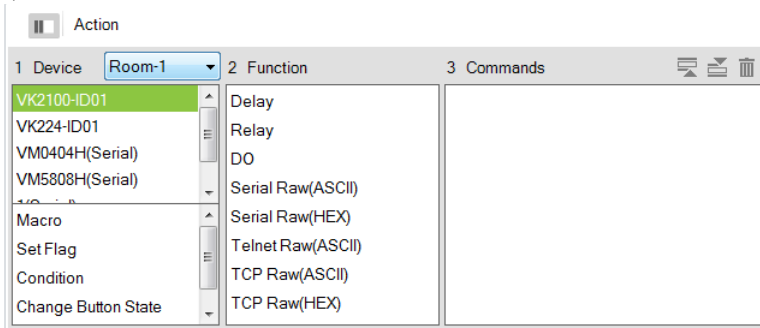 Action
1 Device Room-1 2 Function 3 Commands
VK2100-ID01
VK224-ID01
VM0404H(Serial)
VM5808H(Serial)
Macro
Set Flag
Condition
Change Button State
Delay
Relay
DO
Serial Raw(ASCII)
Serial Raw(HEX)
Telnet Raw(ASCII)
TCP Raw(ASCII)
TCP Raw(HEX)